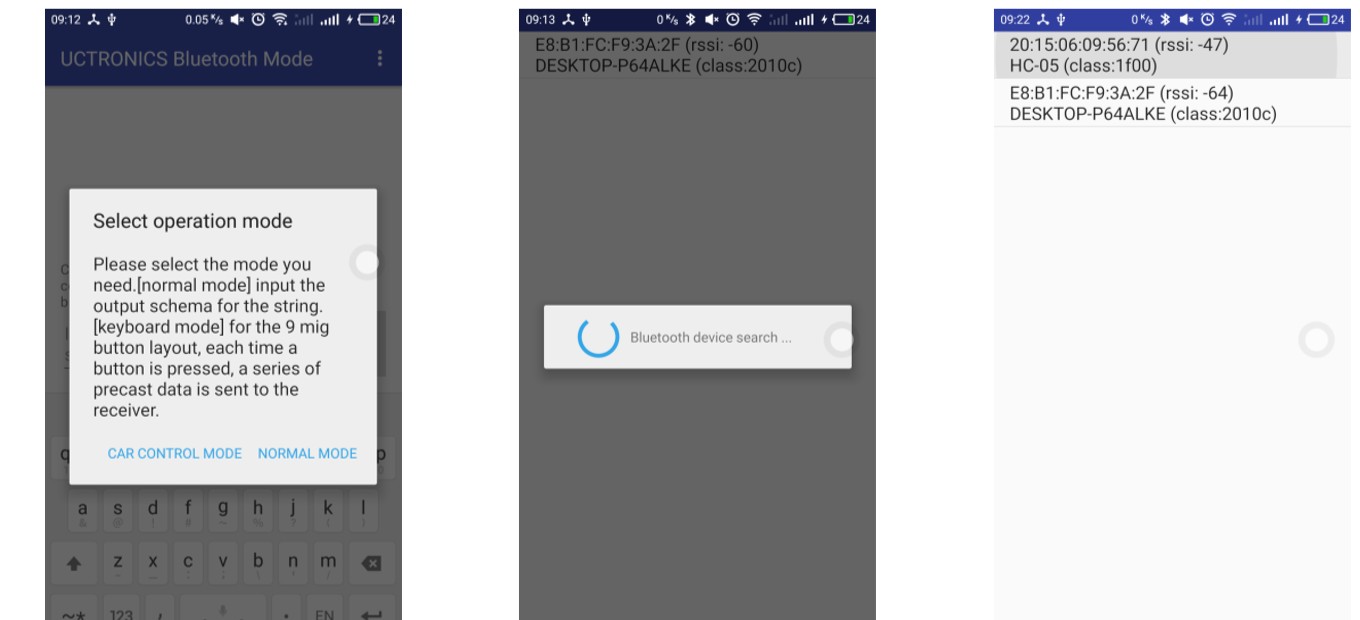 09:12 0.05 K/s 24
UCTRONICS Bluetooth Mode
Select operation mode
Please select the mode you
need.[normal mode] input the
output schema for the string.
[keyboard mode] for the 9 mig
button layout, each time a
button is pressed, a series of
precast data is sent to the
receiver.
CAR CONTROL MODE NORMAL MODE
q p
a s d f g h j k l
z x c v b n m
~* 123 , . EN
09:13 0 K/s 24
E8:B1:FC:F9:3A:2F (rssi: -60)
DESKTOP-P64ALKE (class:2010c)
Bluetooth device search ...
09:22 0 K/s 24
20:15:06:09:56:71 (rssi: -47)
HC-05 (class:1f00)
E8:B1:FC:F9:3A:2F (rssi: -64)
DESKTOP-P64ALKE (class:2010c)